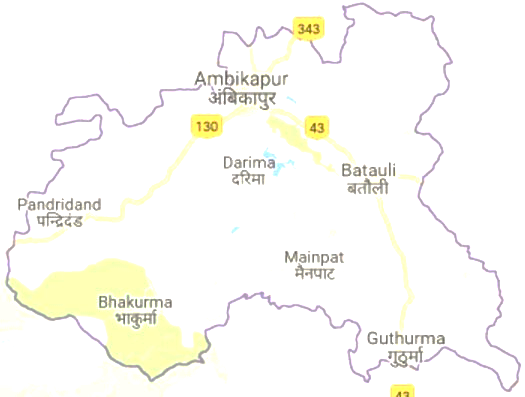 343
Ambikapur
अंबिकापुर
130
43
Darima
दरिमा
Batauli
बतौली
Pandridand
पन्द्रिदंड
Mainpat
मैनपाट
Bhakurma
भाकुर्मा
Guthurma
गुठुर्मा
43